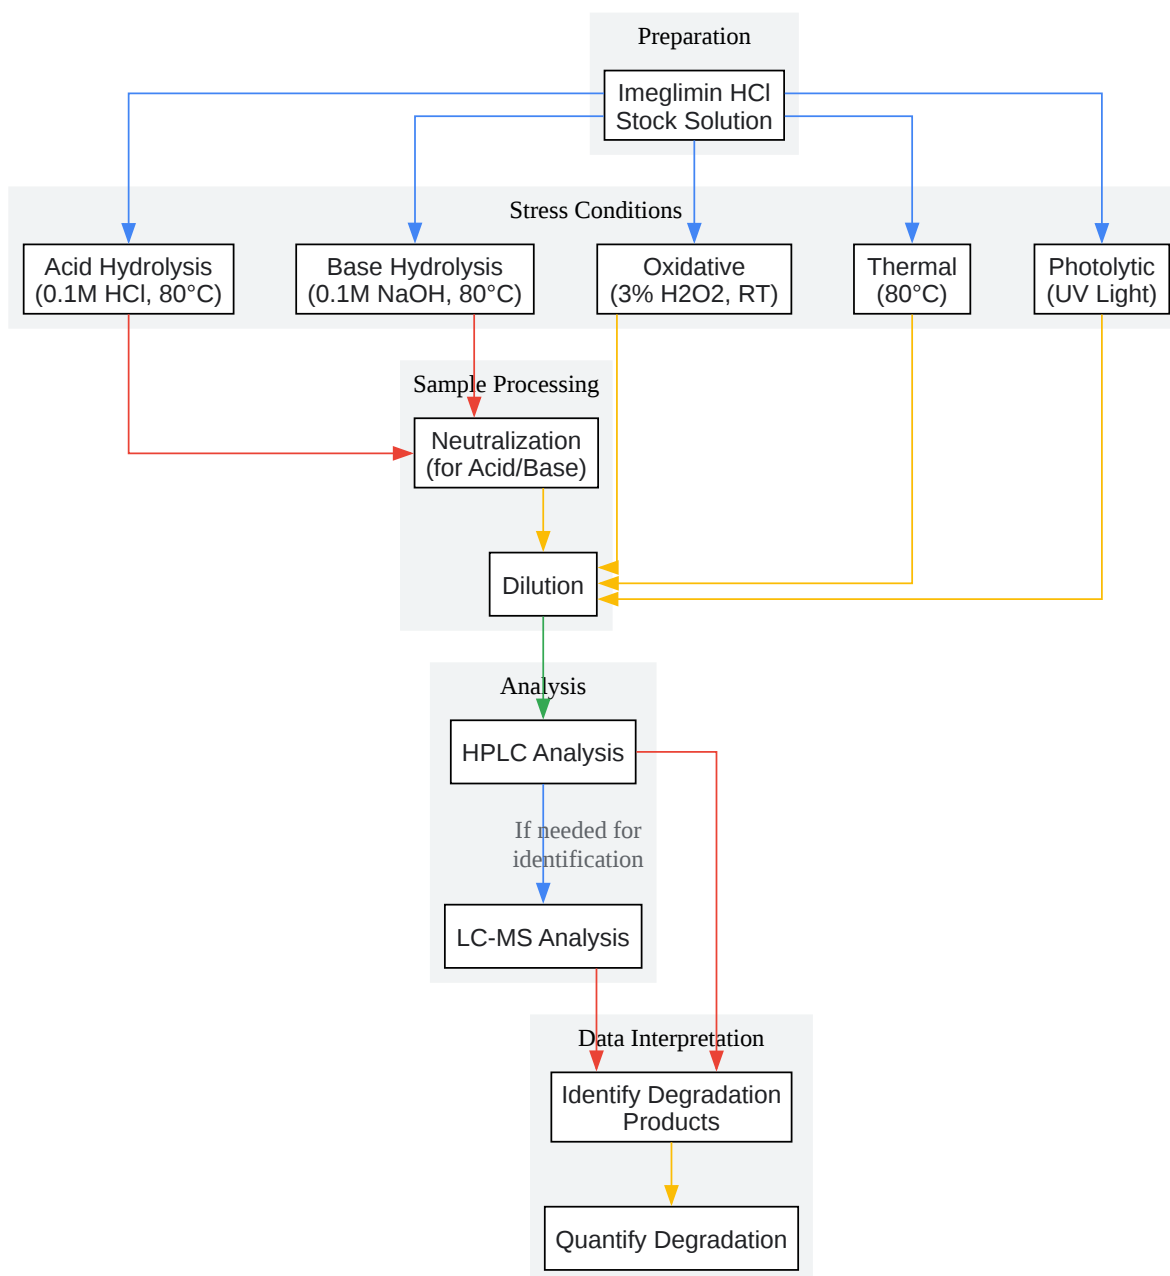 Preparation
Imeglimin HCl
Stock Solution
Stress Conditions
Acid Hydrolysis
(0.1M HCl, 80°C)
Base Hydrolysis
(0.1M NaOH, 80°C)
Oxidative
(3% H2O2, RT)
Thermal
(80°C)
Photolytic
(UV Light)
Sample Processing
Neutralization
(for Acid/Base)
Dilution
Analysis
HPLC Analysis
If needed for
identification
LC-MS Analysis
Data Interpretation
Identify Degradation
Products
Quantify Degradation